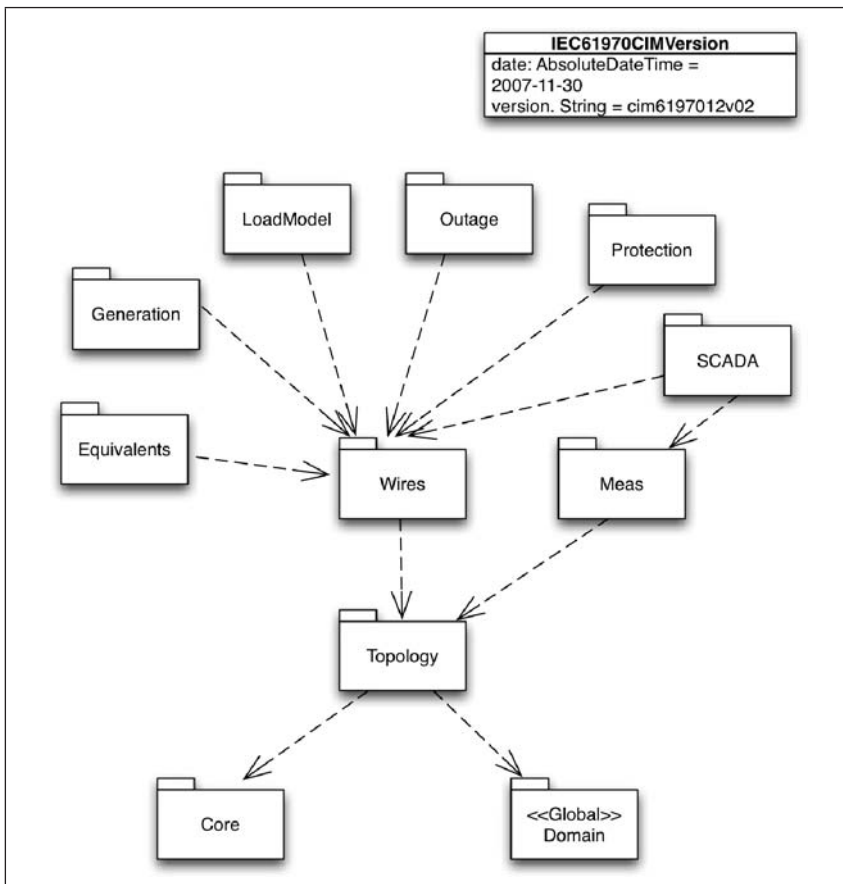 IEC61970CIMVersion
date: AbsoluteDateTime =
2007-11-30
version. String = cim6197012v02
LoadModel
Outage
Protection
Generation
SCADA
Equivalents
Wires
Meas
Topology
Core
<<Global>>
Domain